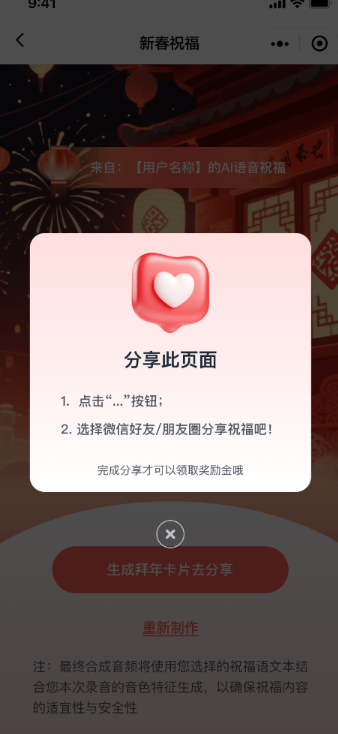 9:41
新春祝福
来自：【用户名称】的AI语音祝福
分享此页面
1. 点击“...”按钮；
2. 选择微信好友/朋友圈分享祝福吧！
完成分享才可以领取奖励金哦
生成拜年卡片去分享
重新制作
注：最终合成音频将使用您选择的祝福语文本结
合您本次录音的音色特征生成，以确保祝福内容
的适宜性与安全性